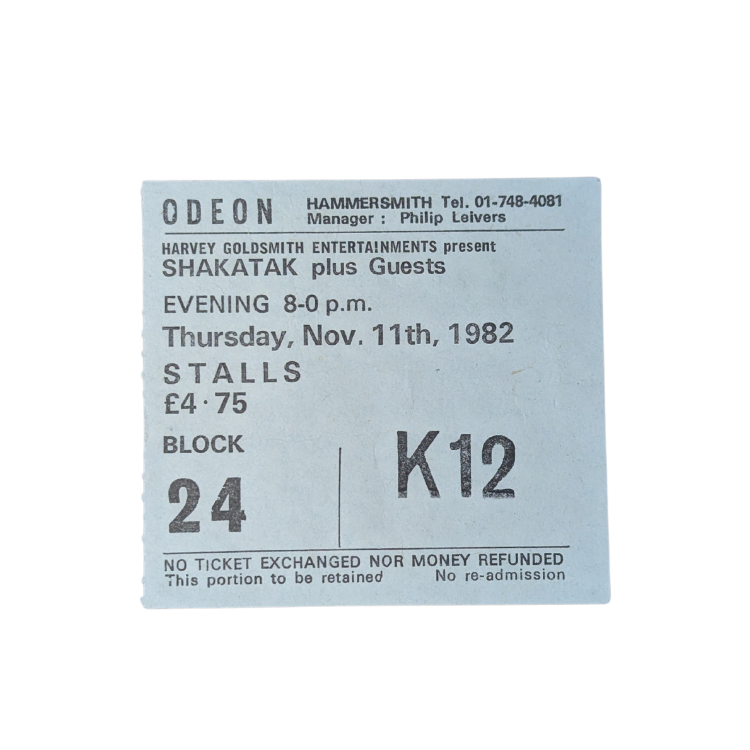 ODEON HAMMERSMITH Tel. 01-748-4081
Manager : Philip Leivers
HARVEY GOLDSMITH ENTERTAINMENTS present
SHAKATAK plus Guests
EVENING 8-0 p.m.
Thursday, Nov. 11th, 1982
STALLS
£4·75
BLOCK
24 K12
NO TICKET EXCHANGED NOR MONEY REFUNDED
This portion to be retained No re-admission